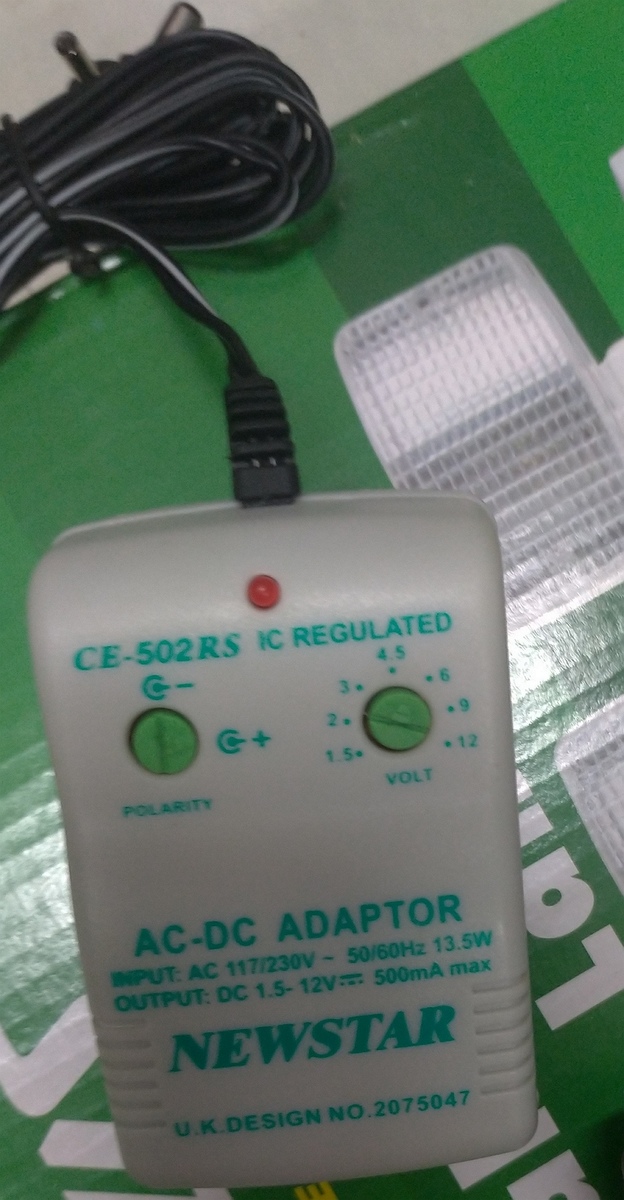 CE-502RS IC REGULATED
4.5
3
6
2
9
1.5
12
-
+
POLARITY
VOLT
AC-DC ADAPTOR
INPUT: AC 117/230V ~ 50/60Hz 13.5W
OUTPUT: DC 1.5- 12V 500mA max
NEWSTAR
U.K.DESIGN NO.2075047